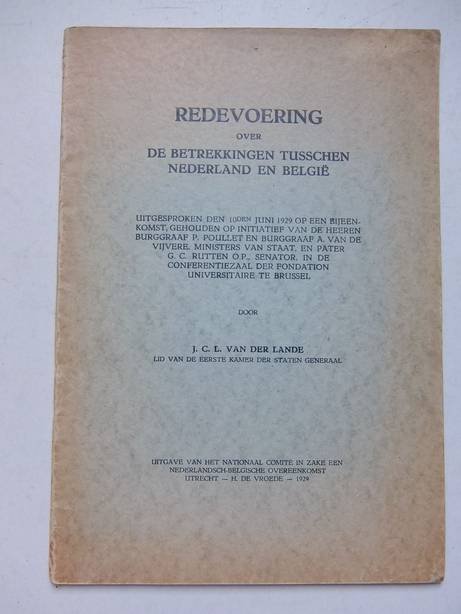 REDEVOERING
OVER
DE BETREKKINGEN TUSSCHEN
NEDERLAND EN BELGIË
UITGESPROKEN DEN 10DEN JUNI 1929 OP EEN BIJEEN-
KOMST, GEHOUDEN OP INITIATIEF VAN DE HEEREN
BURGGRAAF P. POULLET EN BURGGRAAF A. VAN DE
VIJVERE, MINISTERS VAN STAAT, EN PATER
G. C. RUTTEN O.P., SENATOR, IN DE
CONFERENTIEZAAL DER FONDATION
UNIVERSITAIRE TE BRUSSEL
DOOR
J. C. L. VAN DER LANDE
LID VAN DE EERSTE KAMER DER STATEN GENERAAL
UITGAVE VAN HET NATIONAAL COMITÉ IN ZAKE EEN
NEDERLANDSCH-BELGISCHE OVEREENKOMST
UTRECHT — H. DE VROEDE — 1929